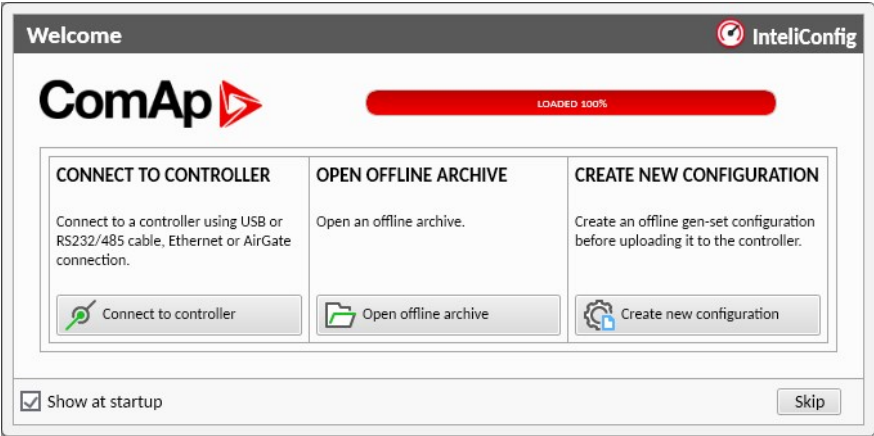 Welcome
InteliConfig
ComAp
LOADED 100%
CONNECT TO CONTROLLER
Connect to a controller using USB or
RS232/485 cable, Ethernet or AirGate
connection.
Connect to controller
OPEN OFFLINE ARCHIVE
Open an offline archive.
Open offline archive
CREATE NEW CONFIGURATION
Create an offline gen-set configuration
before uploading it to the controller.
Create new configuration
Show at startup
Skip